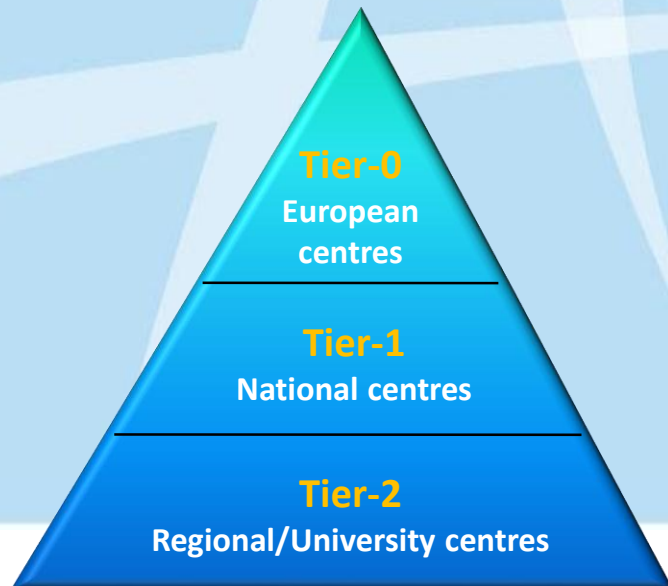 Tier-0
European
centres
Tier-1
National centres
Tier-2
Regional/University centres